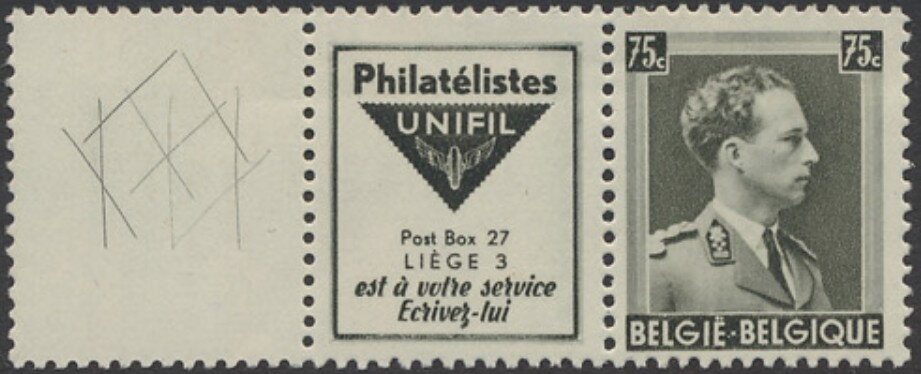 Philatélistes
UNIFIL
Post Box 27
LIÈGE 3
est à votre service
Ecrivez-lui
75c 75c
BELGIË-BELGIQUE